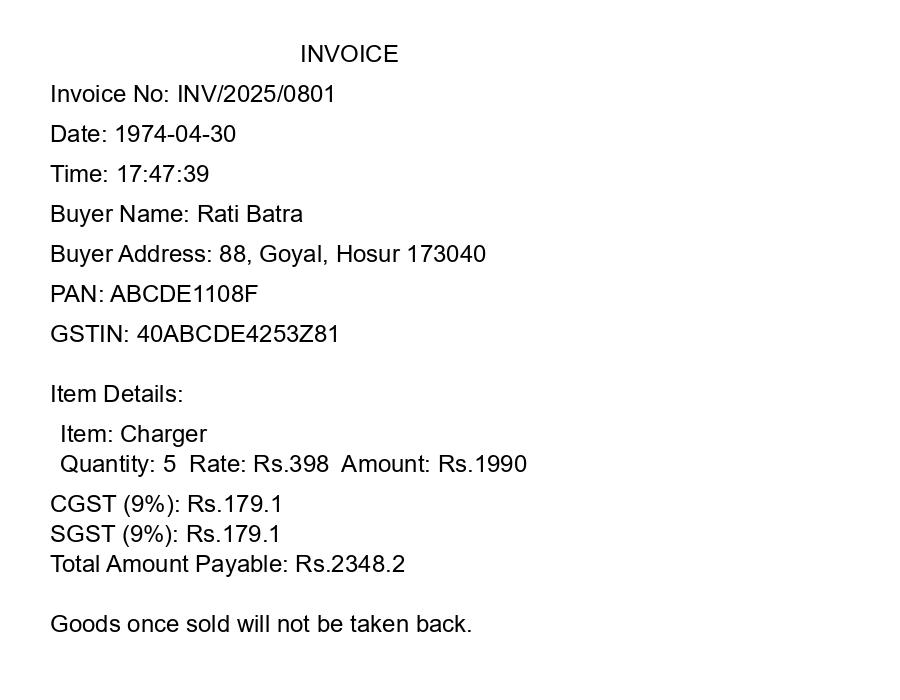 INVOICE
Invoice No: INV/2025/0801
Date: 1974-04-30
Time: 17:47:39
Buyer Name: Rati Batra
Buyer Address: 88, Goyal, Hosur 173040
PAN: ABCDE1108F
GSTIN: 40ABCDE4253Z81
Item Details:
Item: Charger
Quantity: 5  Rate: Rs.398  Amount: Rs.1990
CGST (9%): Rs.179.1
SGST (9%): Rs.179.1
Total Amount Payable: Rs.2348.2
Goods once sold will not be taken back.